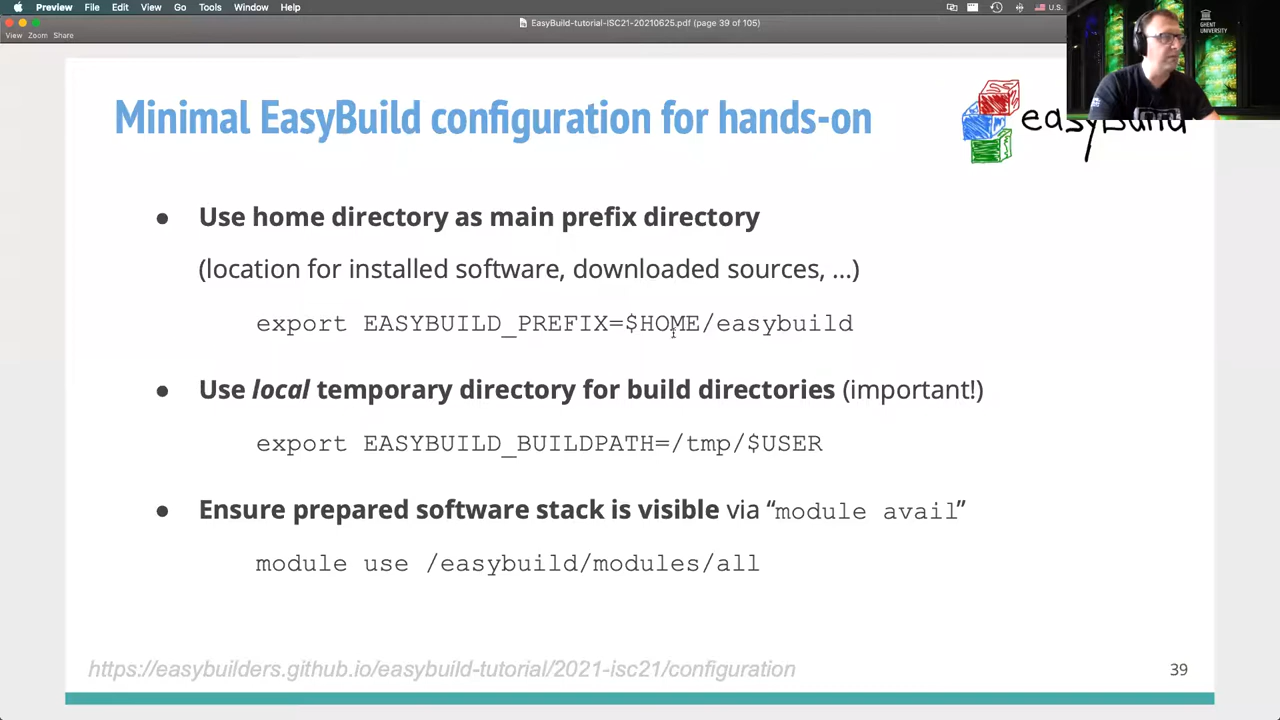 Preview File Edit View Go Tools Window Help
U.S.
EasyBuild-tutorial-ISC21-20210625.pdf (page 39 of 105)
View Zoom Share
GHENT
UNIVERSITY
Minimal EasyBuild configuration for hands-on
easybuild
● Use home directory as main prefix directory
(location for installed software, downloaded sources, ...)
export EASYBUILD_PREFIX=$HOME/easybuild
● Use local temporary directory for build directories (important!)
export EASYBUILD_BUILDPATH=/tmp/$USER
● Ensure prepared software stack is visible via “module avail”
module use /easybuild/modules/all
https://easybuilders.github.io/easybuild-tutorial/2021-isc21/configuration
39